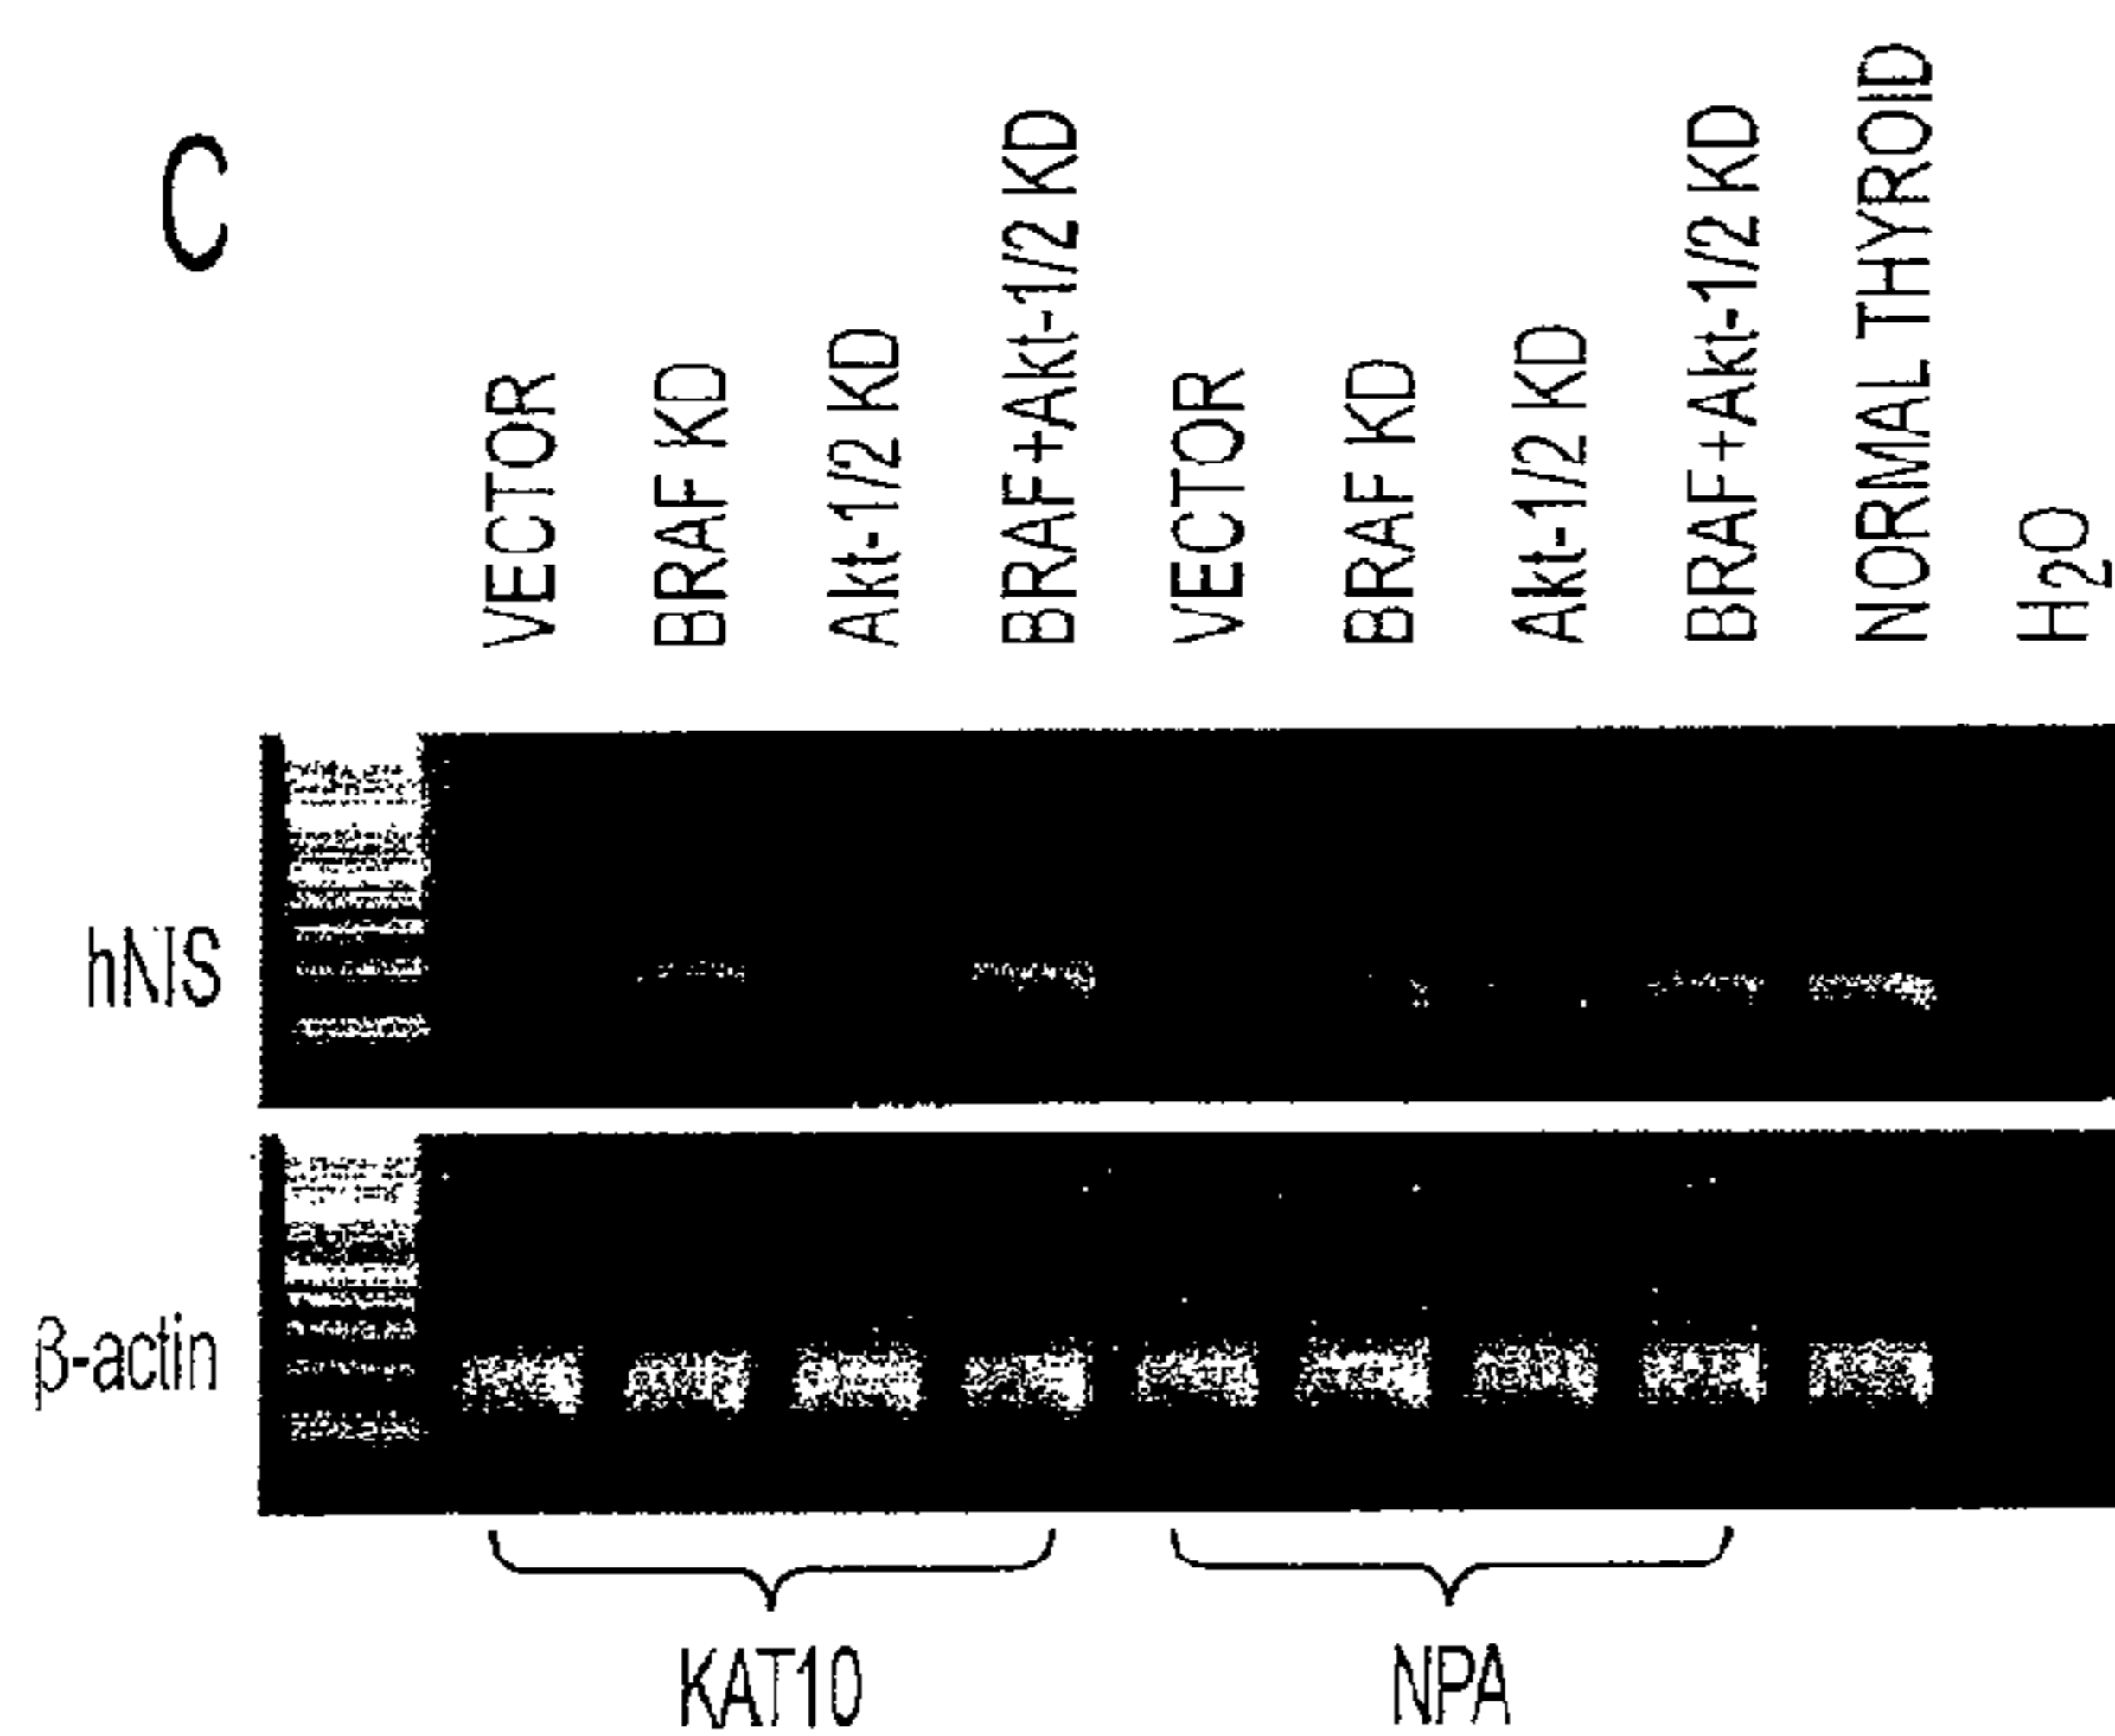 C
VECTOR
BRAF KD
Akt-1/2 KD
BRAF+Akt-1/2 KD
VECTOR
BRAF KD
Akt-1/2 KD
BRAF+Akt-1/2 KD
NORMAL THYROID
H2O
hNIS
β-actin
KAT10
NPA